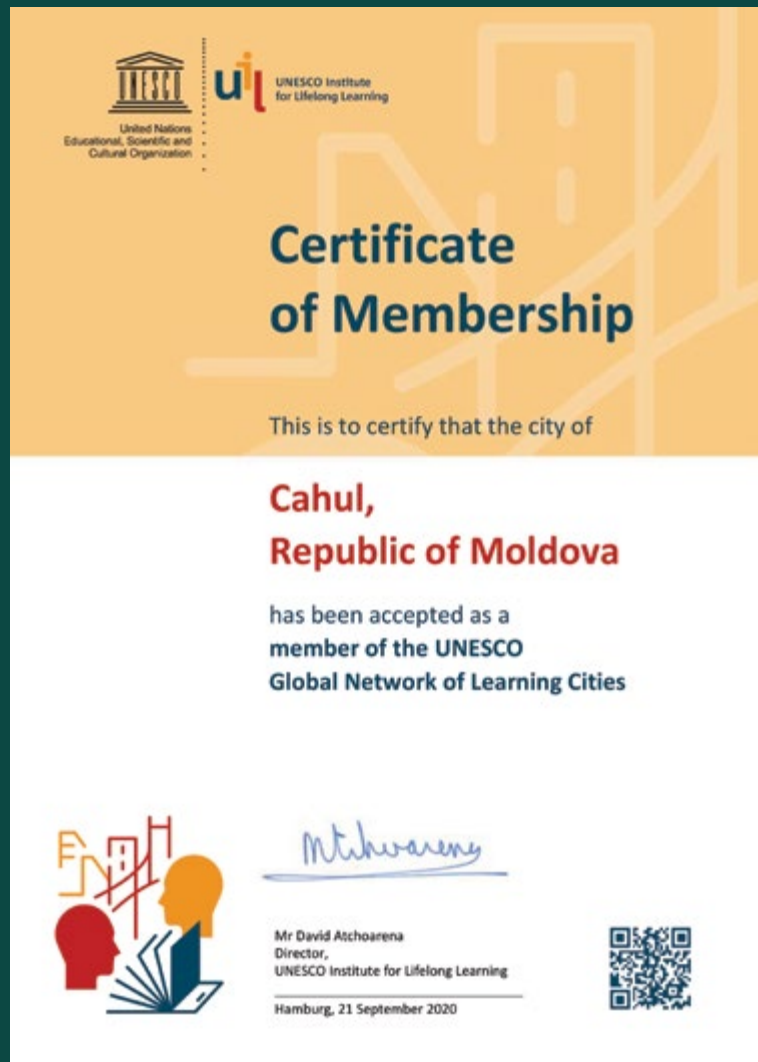 UNESCO
United Nations
Educational, Scientific and
Cultural Organization
uil
UNESCO Institute
for Lifelong Learning
Certificate
of Membership
This is to certify that the city of
Cahul,
Republic of Moldova
has been accepted as a
member of the UNESCO
Global Network of Learning Cities
Mr David Atchoarena
Director,
UNESCO Institute for Lifelong Learning
Hamburg, 21 September 2020